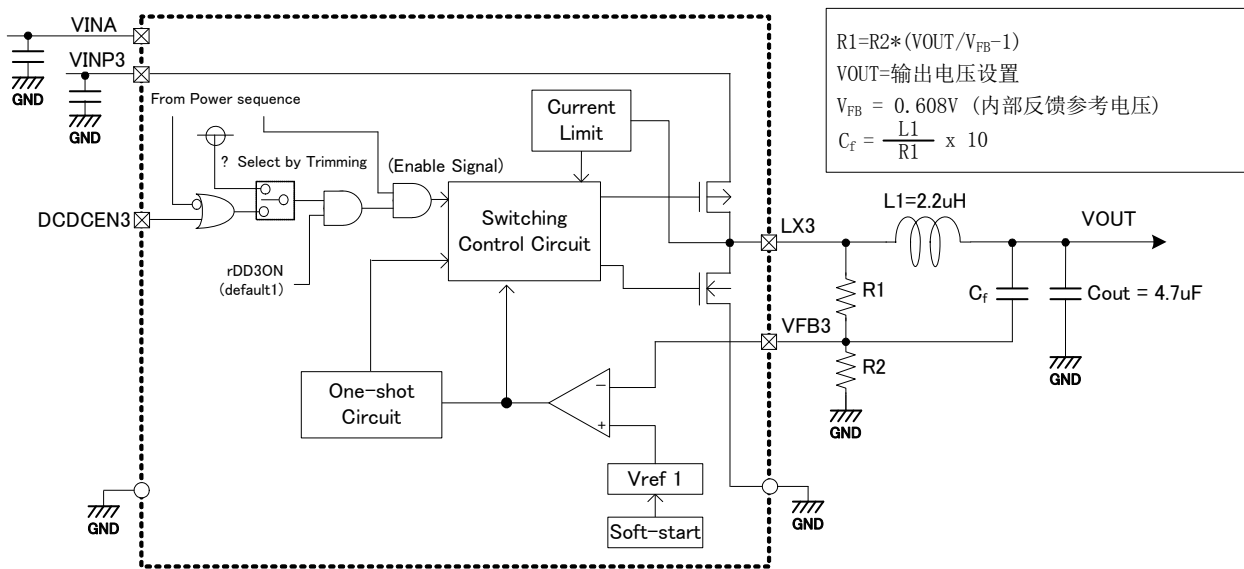 VINA
VINP3
GND
GND
From Power sequence
? Select by Trimming
(Enable Signal)
DCDCEN3
rDD3ON
(default1)
Current
Limit
Switching
Control Circuit
One-shot
Circuit
Vref 1
Soft-start
−
+
GND
GND
LX3
VFB3
R1
R2
GND
L1=2.2uH
Cf
VOUT
Cout = 4.7uF
GND
R1=R2*(VOUT/VFB-1)
VOUT=输出电压设置
VFB = 0.608V (内部反馈参考电压)
Cf = L1/R1 x 10